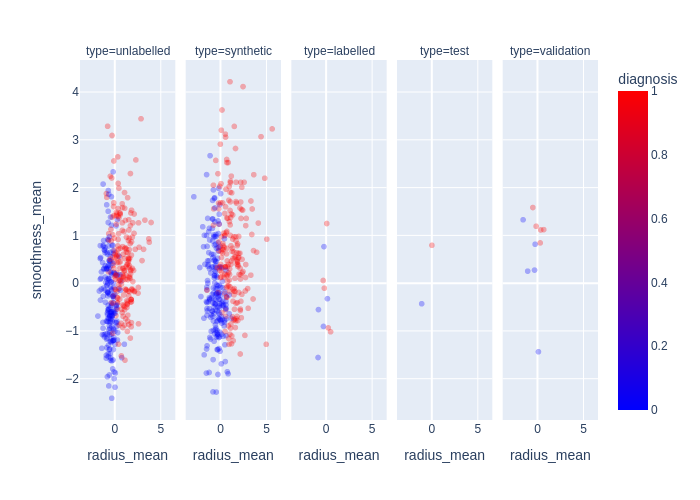 type=unlabelled type=synthetic type=labelled type=test type=validation
diagnosis
smoothness_mean
4
3
2
1
0
−1
−2
1
0.8
0.6
0.4
0.2
0
0 5 0 5 0 5 0 5 0 5
radius_mean radius_mean radius_mean radius_mean radius_mean